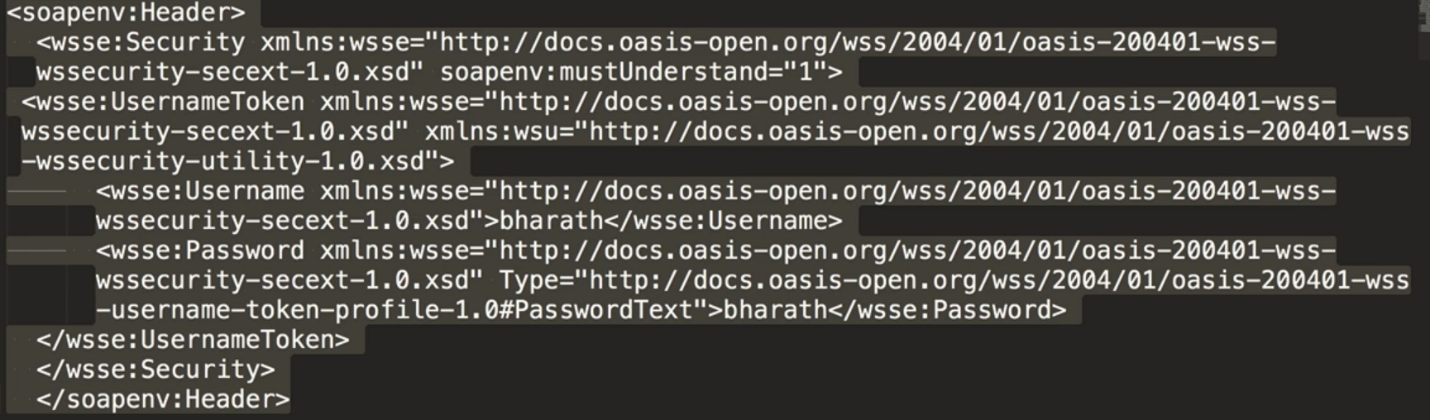 <soapenv:Header>
<wsse:Security xmlns:wsse="http://docs.oasis-open.org/wss/2004/01/oasis-200401-wss-
wssecurity-secext-1.0.xsd" soapenv:mustUnderstand="1">
<wsse:UsernameToken xmlns:wsse="http://docs.oasis-open.org/wss/2004/01/oasis-200401-wss-
wssecurity-secext-1.0.xsd" xmlns:wsu="http://docs.oasis-open.org/wss/2004/01/oasis-200401-wss
-wssecurity-utility-1.0.xsd">
<wsse:Username xmlns:wsse="http://docs.oasis-open.org/wss/2004/01/oasis-200401-wss-
wssecurity-secext-1.0.xsd">bharath</wsse:Username>
<wsse:Password xmlns:wsse="http://docs.oasis-open.org/wss/2004/01/oasis-200401-wss-
wssecurity-secext-1.0.xsd" Type="http://docs.oasis-open.org/wss/2004/01/oasis-200401-wss
-username-token-profile-1.0#PasswordText">bharath</wsse:Password>
</wsse:UsernameToken>
</wsse:Security>
</soapenv:Header>